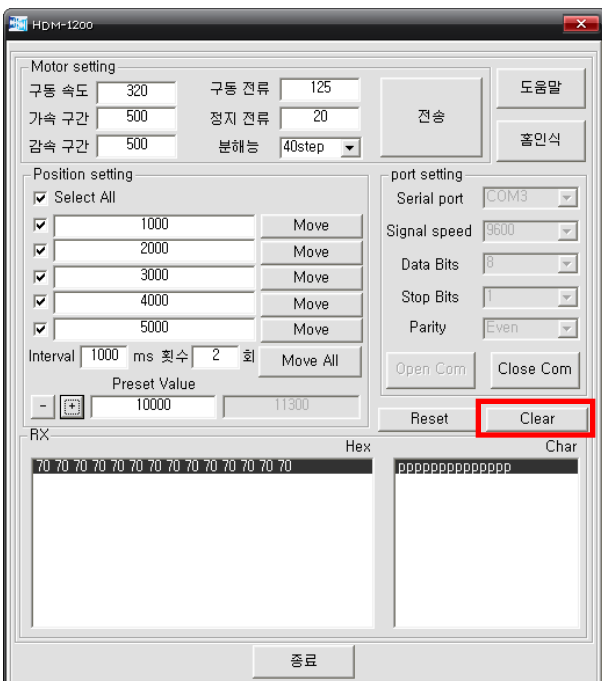 HDM-1200
Motor setting
구동 속도 320 구동 전류 125
가속 구간 500 정지 전류 20
감속 구간 500 분해능 40step
전송
도움말
홈인식
Position setting
Select All
1000 Move
2000 Move
3000 Move
4000 Move
5000 Move
Interval 1000 ms 횟수 2 회 Move All
Preset Value
- + 10000 11300
port setting
Serial port COM3
Signal speed 9600
Data Bits 8
Stop Bits 1
Parity Even
Open Com Close Com
Reset Clear
RX
Hex Char
70 70 70 70 70 70 70 70 70 70 70 70 70 70 pppppppppppppp
종료